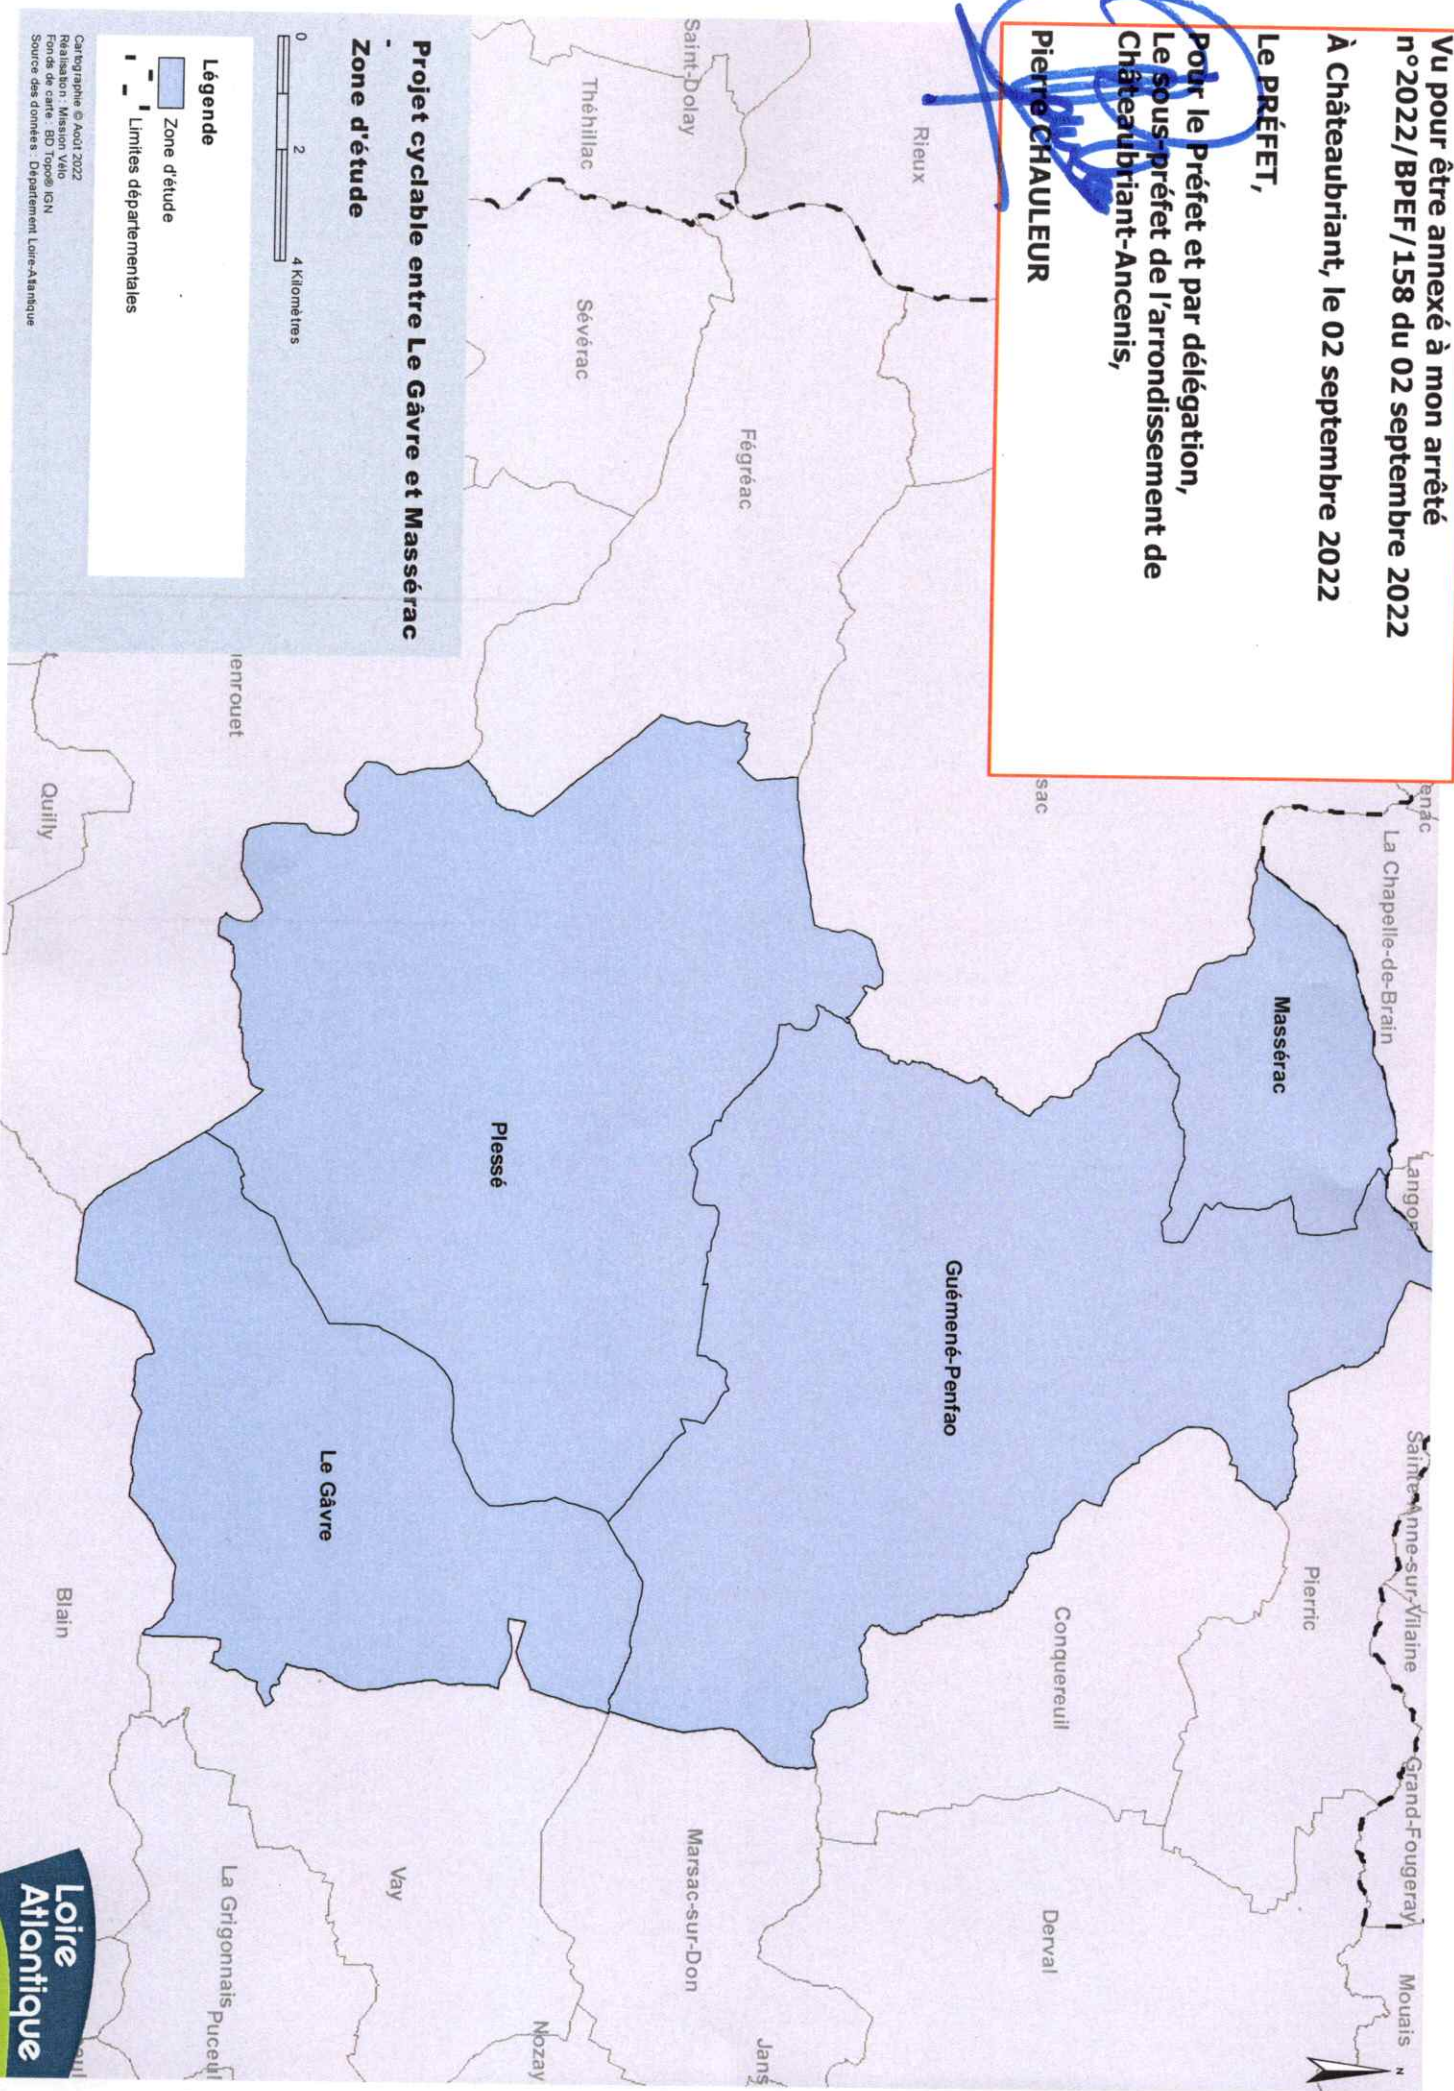 Vu pour être annexé à mon arrêté
n°2022/BPEF/158 du 02 septembre 2022
À Châteaubriant, le 02 septembre 2022
Le PRÉFET,
Pour le Préfet et par délégation,
Le sous-préfet de l'arrondissement de
Châteaubriant-Ancenis,
Pierre CHAULEUR
enac
La Chapelle-de-Brain
Langon
Sainte-Anne-sur-Vilaine
Grand-Fougeray
Mouais
N
Massérac
Pierric
sac
Conquereuil
Derval
Rieux
Guémené-Penfao
Fégréac
Jans
Saint-Dolay
Marsac-sur-Don
Théhillac
Sévérac
Nozay
Plessé
Vay
Le Gâvre
lenrouet
La Grigonnais
Puceul
Quilly
Blain
Projet cyclable entre Le Gâvre et Massérac
-
Zone d'étude
0 2 4 Kilomètres
Légende
Zone d'étude
Limites départementales
Cartographie © Août 2022
Réalisation : Mission Vélo
Fonds de carte : BD Topo® IGN
Source des données : Département Loire-Atlantique
Loire
Atlantique